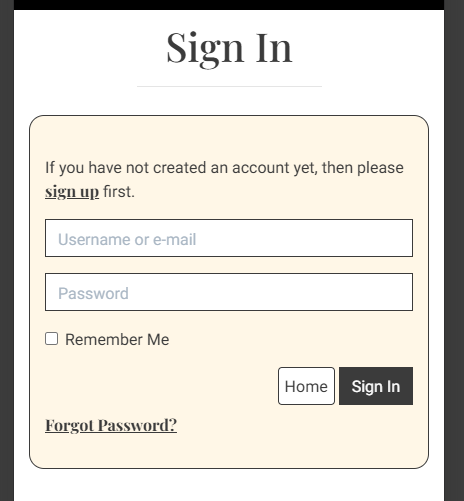 Sign In
If you have not created an account yet, then please
sign up first.
Username or e-mail
Password
Remember Me
Home Sign In
Forgot Password?